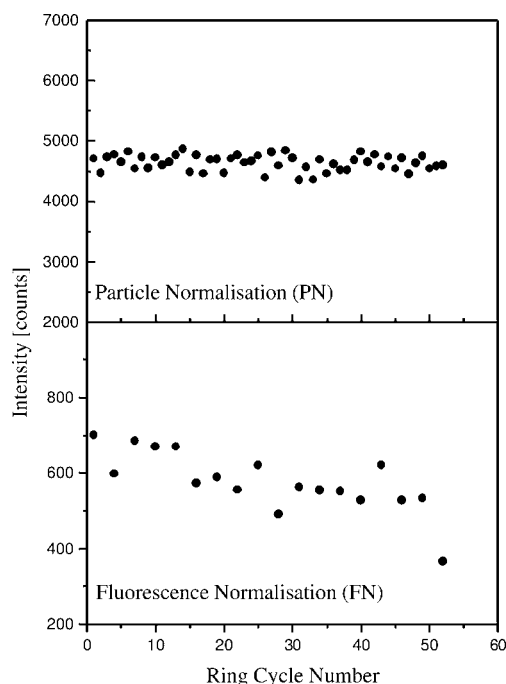 7000
6000
5000
4000
3000
Particle Normalisation (PN)
2000
Intensity [counts]
800
600
400
Fluorescence Normalisation (FN)
200
0 10 20 30 40 50 60
Ring Cycle Number